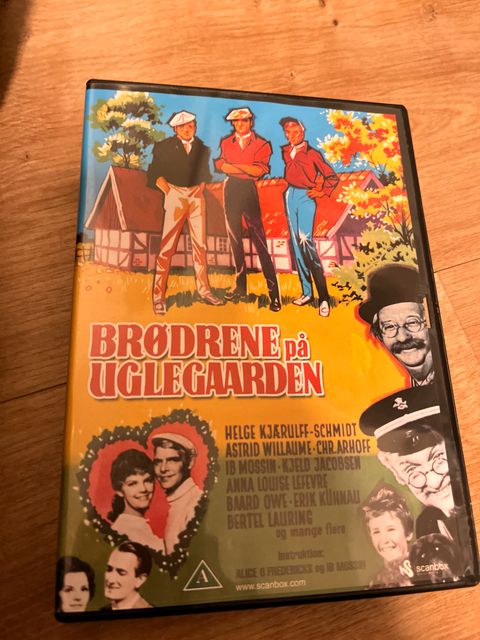 BRØDRENE på
UGLEGAARDEN
HELGE KJÆRULFF-SCHMIDT
ASTRID WILLAUME · CHR. ARHOFF
IB MOSSIN · KJELD JACOBSEN
ANNA LOUISE LEFEVRE
BAARD OWE · ERIK KÜHNAU
BERTEL LAURING
og mange flere
Instruktion:
ALICE O FREDERICKS og IB MOSSIN
A
www.scanbox.com
scanbox